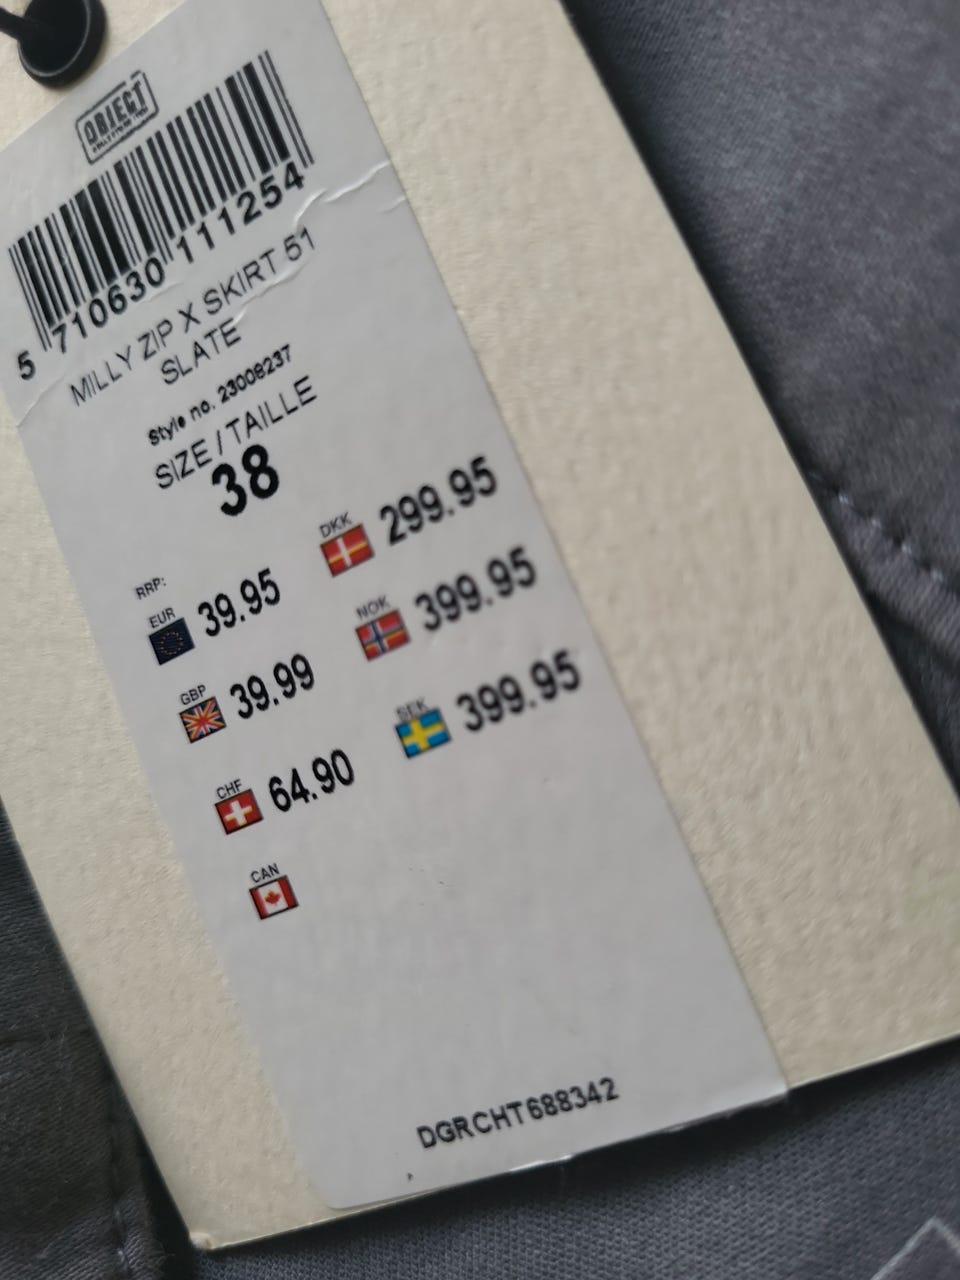 OBJECT
5 710630 111254
MILLY ZIP X SKIRT 51
SLATE
Style no. 23008237
SIZE / TAILLE
38
RRP:
EUR 39.95
DKK 299.95
GBP 39.99
NOK 399.95
CHF 64.90
SEK 399.95
CAN
DGRCHT688342